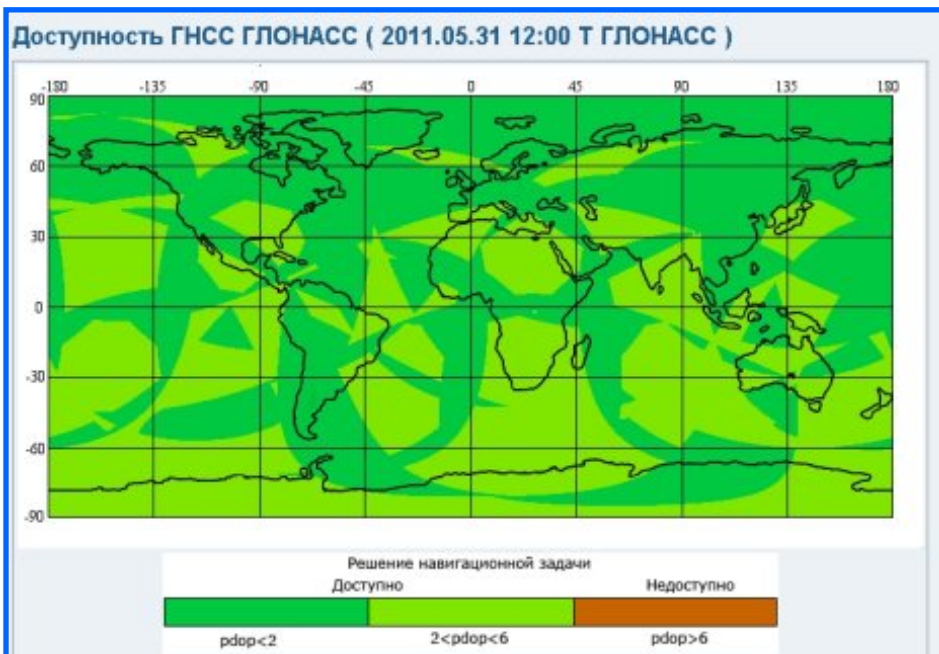 Доступность ГНСС ГЛОНАСС ( 2011.05.31 12:00 Т ГЛОНАСС )
-180 -135 -90 -45 0 45 90 135 180
90
60
30
0
-30
-60
-90
Решение навигационной задачи
Доступно Недоступно
pdop<2 2<pdop<6 pdop>6